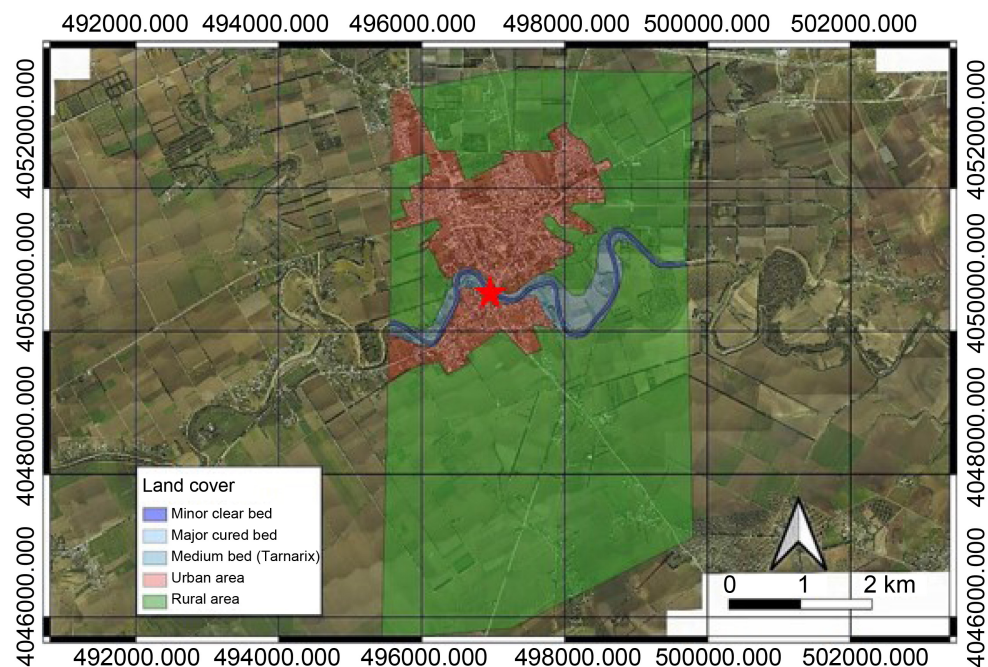 492000.000 494000.000 496000.000 498000.000 500000.000 502000.000
4052000.000
4050000.000
4048000.000
4046000.000
4052000.000
4050000.000
4048000.000
4046000.000
Land cover
Minor clear bed
Major cured bed
Medium bed (Tarnarix)
Urban area
Rural area
0 1 2 km
492000.000 494000.000 496000.000 498000.000 500000.000 502000.000